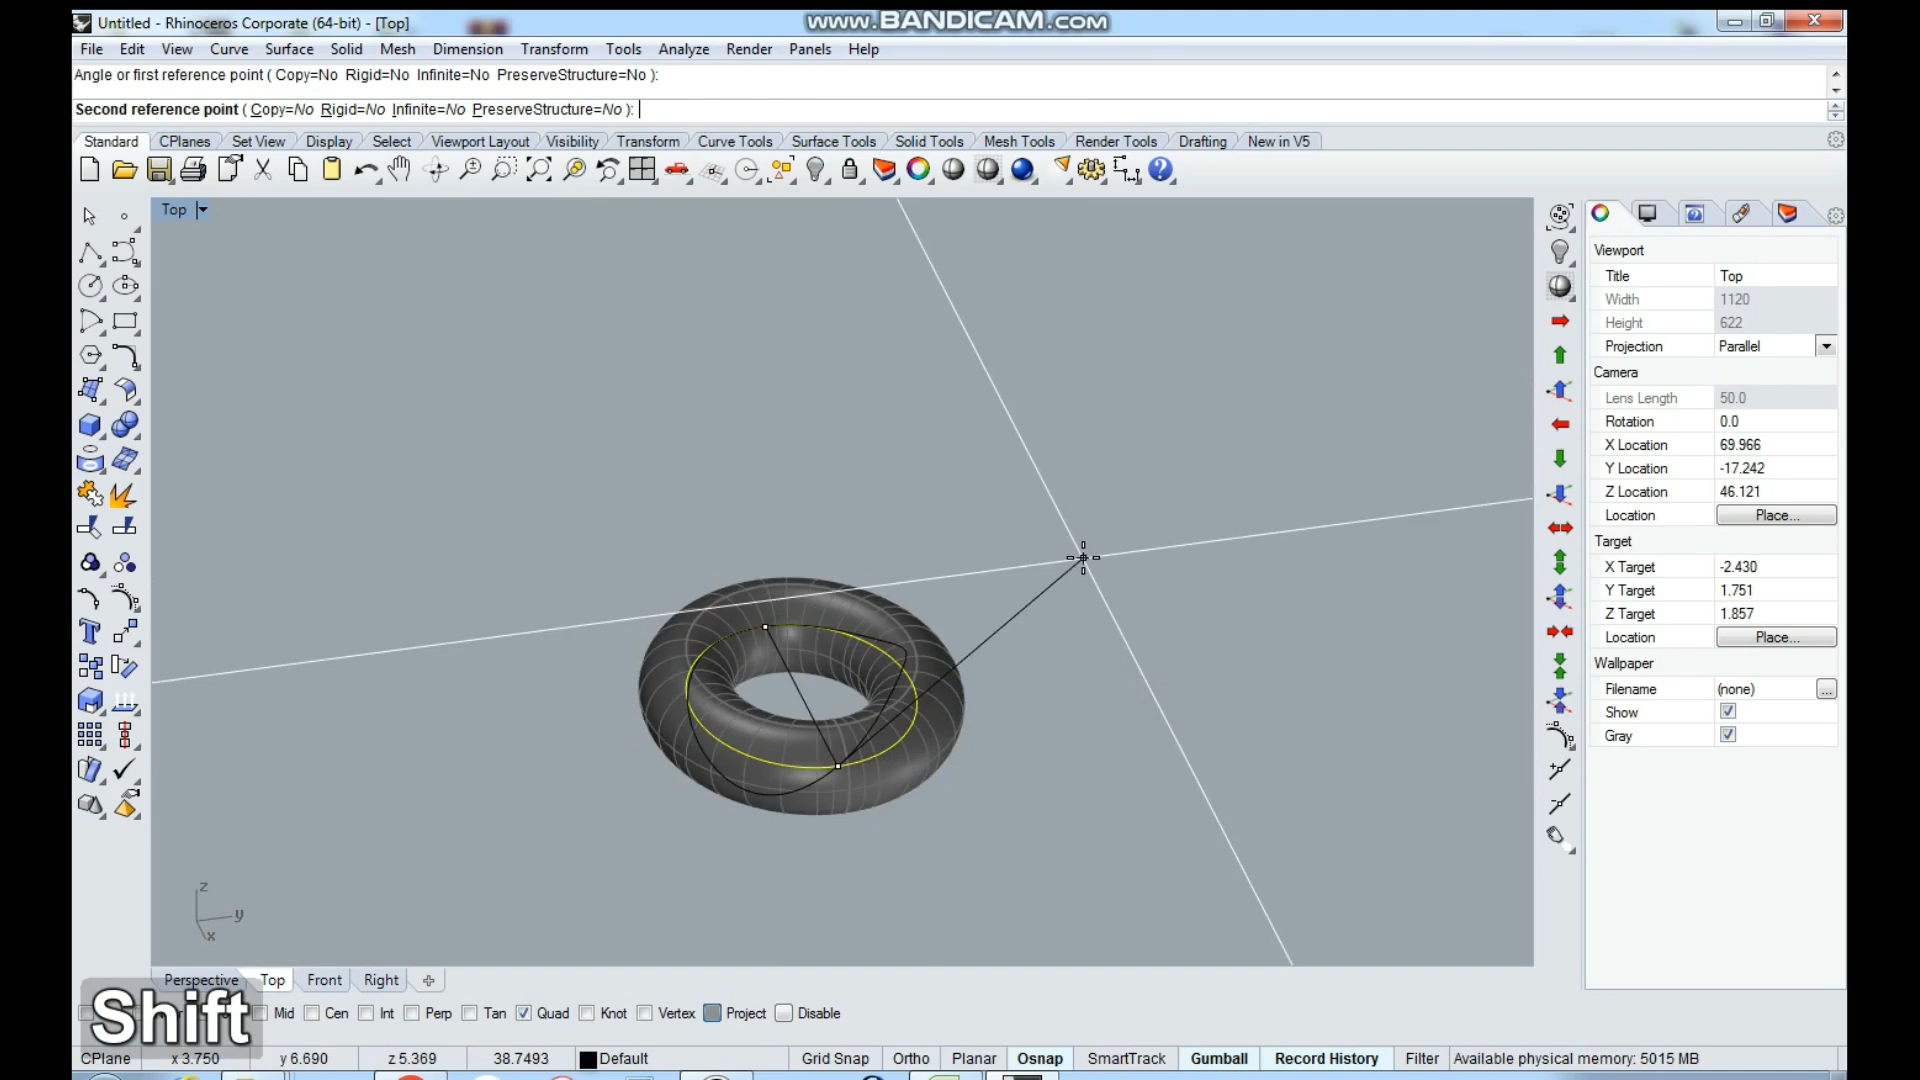 Untitled - Rhinoceros Corporate (64-bit) - [Top]
www.BANDICAM.com
File Edit View Curve Surface Solid Mesh Dimension Transform Tools Analyze Render Panels Help
Angle or first reference point ( Copy=No Rigid=No Infinite=No PreserveStructure=No ):
Second reference point ( Copy=No Rigid=No Infinite=No PreserveStructure=No ):
Standard CPlanes Set View Display Select Viewport Layout Visibility Transform Curve Tools Surface Tools Solid Tools Mesh Tools Render Tools Drafting New in V5
Top
Viewport
Title Top
Width 1120
Height 622
Projection Parallel
Camera
Lens Length 50.0
Rotation 0.0
X Location 69.966
Y Location -17.242
Z Location 46.121
Location Place...
Target
X Target -2.430
Y Target 1.751
Z Target 1.857
Location Place...
Wallpaper
Filename (none) ...
Show
Gray
z
y
x
Perspective Top Front Right
Shift
Mid Cen Int Perp Tan Quad Knot Vertex Project Disable
CPlane x 3.750 y 6.690 z 5.369 38.7493 Default Grid Snap Ortho Planar Osnap SmartTrack Gumball Record History Filter Available physical memory: 5015 MB